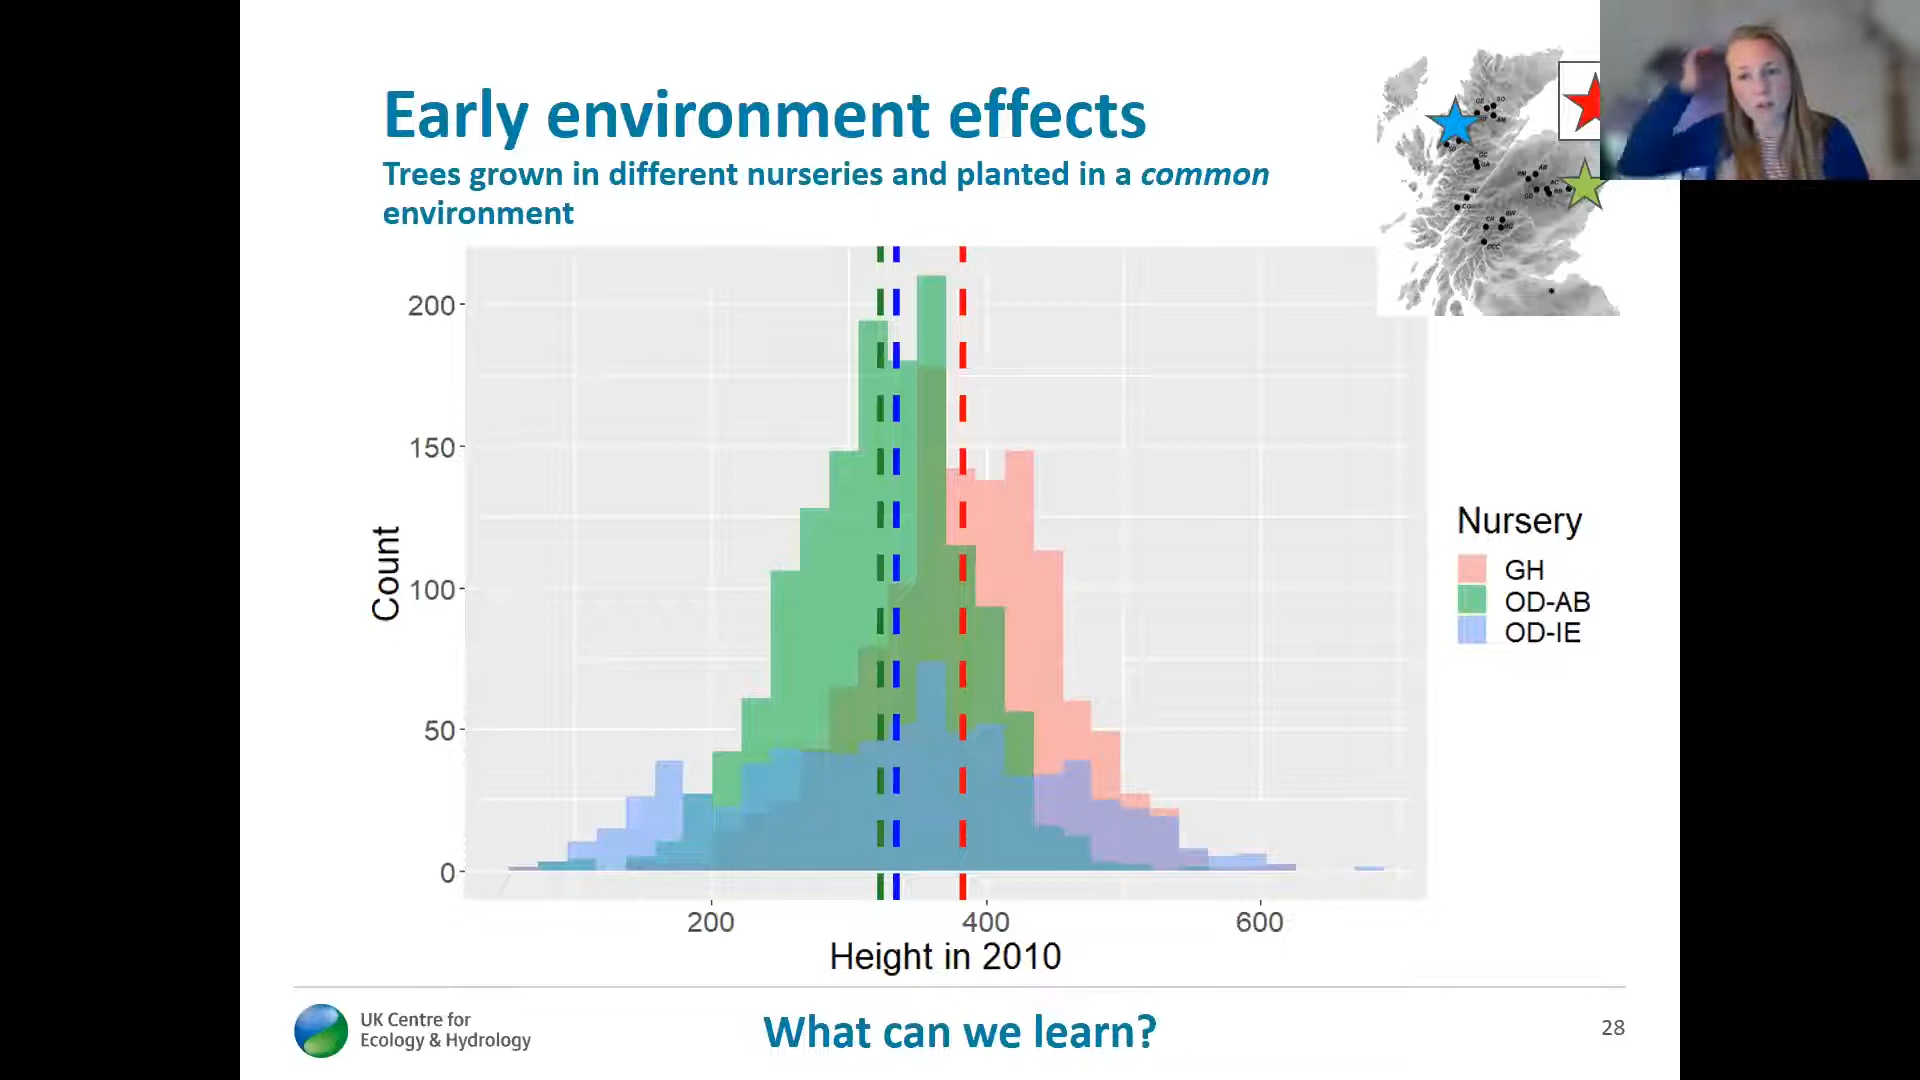 Early environment effects
Trees grown in different nurseries and planted in a common
environment
200
150
100
50
0
Count
200
400
600
Height in 2010
Nursery
GH
OD-AB
OD-IE
UK Centre for
Ecology & Hydrology
What can we learn?
28